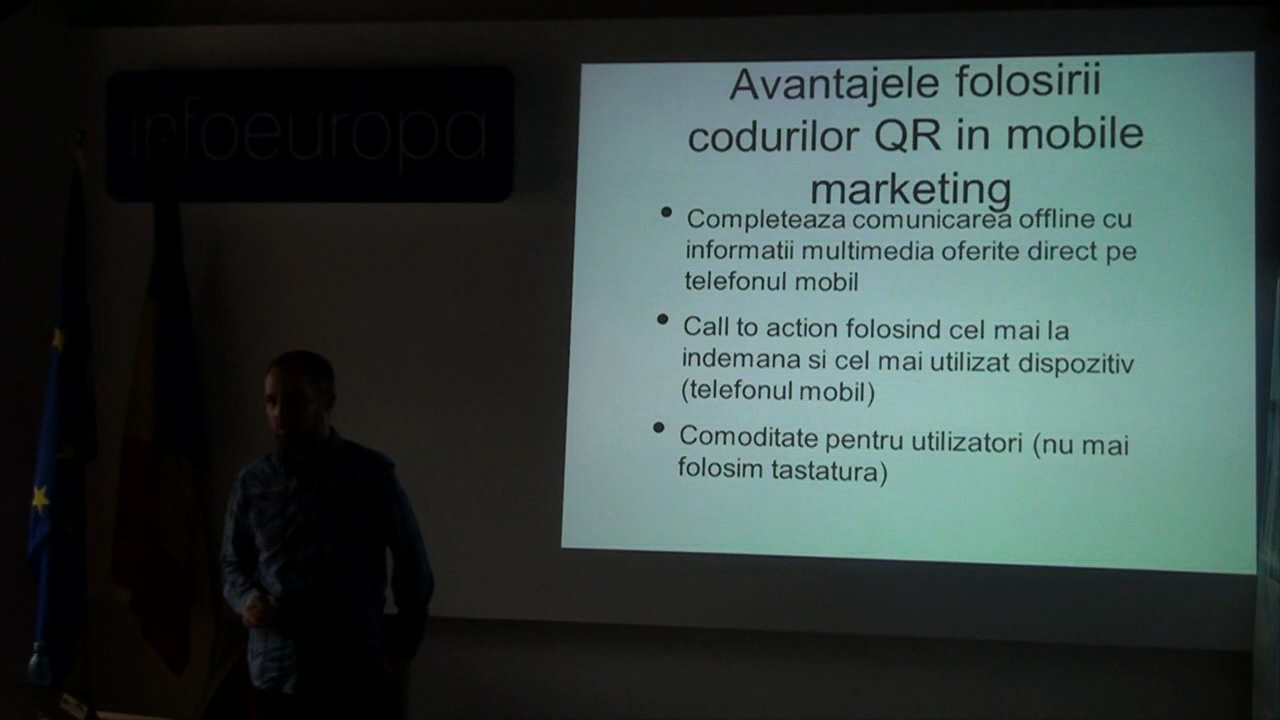 infoeuropa
Avantajele folosirii
codurilor QR in mobile
marketing
Completeaza comunicarea offline cu
informatii multimedia oferite direct pe
telefonul mobil
Call to action folosind cel mai la
indemana si cel mai utilizat dispozitiv
(telefonul mobil)
Comoditate pentru utilizatori (nu mai
folosim tastatura)